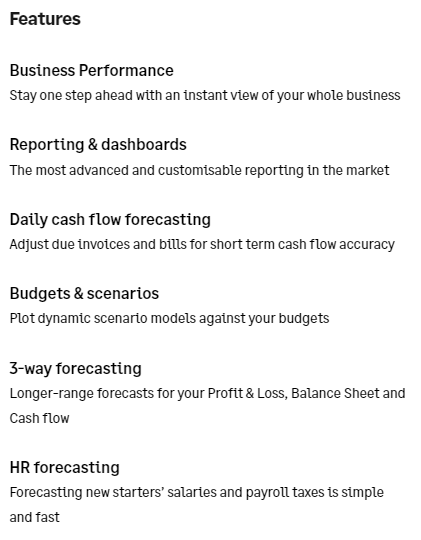 Features
Business Performance
Stay one step ahead with an instant view of your whole business
Reporting & dashboards
The most advanced and customisable reporting in the market
Daily cash flow forecasting
Adjust due invoices and bills for short term cash flow accuracy
Budgets & scenarios
Plot dynamic scenario models against your budgets
3-way forecasting
Longer-range forecasts for your Profit & Loss, Balance Sheet and
Cash flow
HR forecasting
Forecasting new starters’ salaries and payroll taxes is simple
and fast